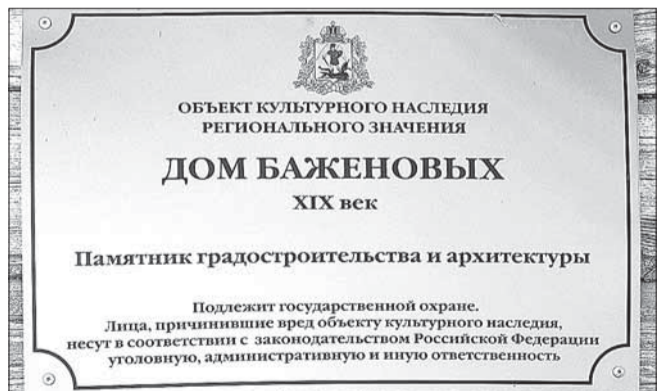 ОБЪЕКТ КУЛЬТУРНОГО НАСЛЕДИЯ
РЕГИОНАЛЬНОГО ЗНАЧЕНИЯ
ДОМ БАЖЕНОВЫХ
XIX век
Памятник градостроительства и архитектуры
Подлежит государственной охране.
Лица, причинившие вред объекту культурного наследия,
несут в соответствии с законодательством Российской Федерации
уголовную, административную и иную ответственность